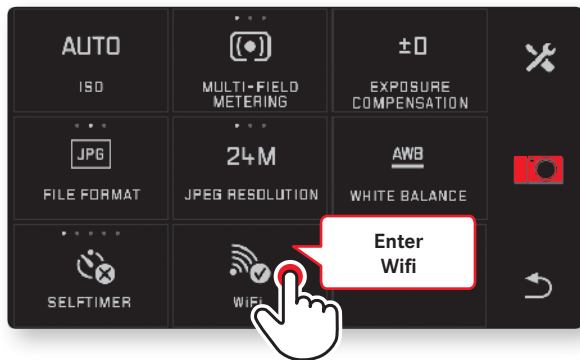 AUTO
ISO
MULTI-FIELD
METERING
±0
EXPOSURE
COMPENSATION
JPG
FILE FORMAT
24M
JPEG RESOLUTION
AWB
WHITE BALANCE
SELFTIMER
WiFi
Enter
Wifi